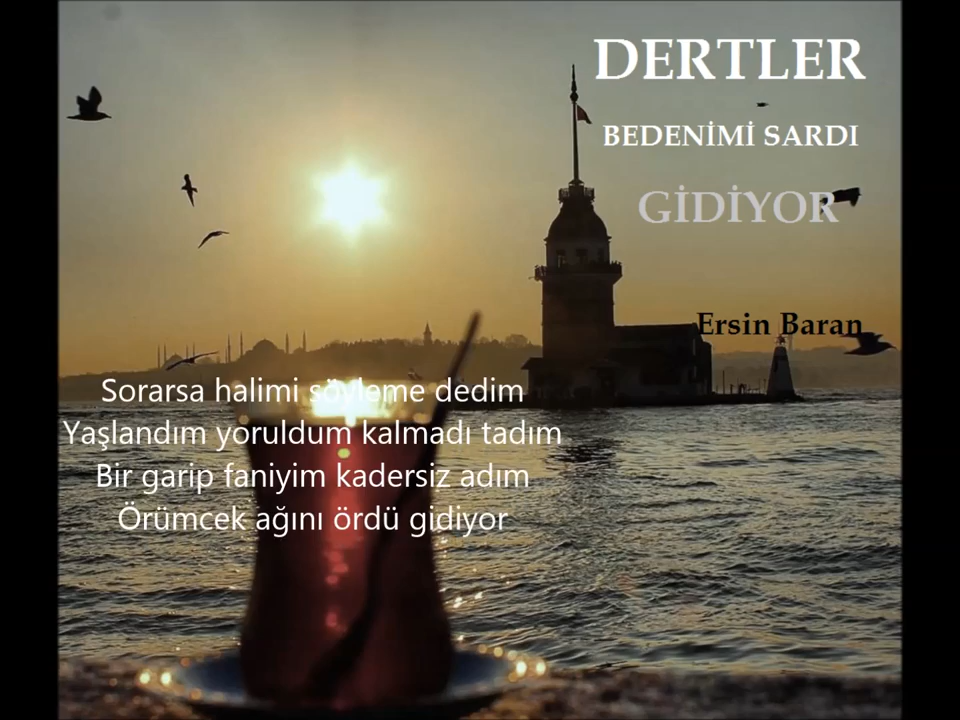 DERTLER
BEDENİMİ SARDI
GİDİYOR
Ersin Baran
Sorarsa halimi söyleme dedim
Yaşlandım yoruldum kalmadı tadım
Bir garip faniyim kadersiz adım
Örümcek ağını ördü gidiyor